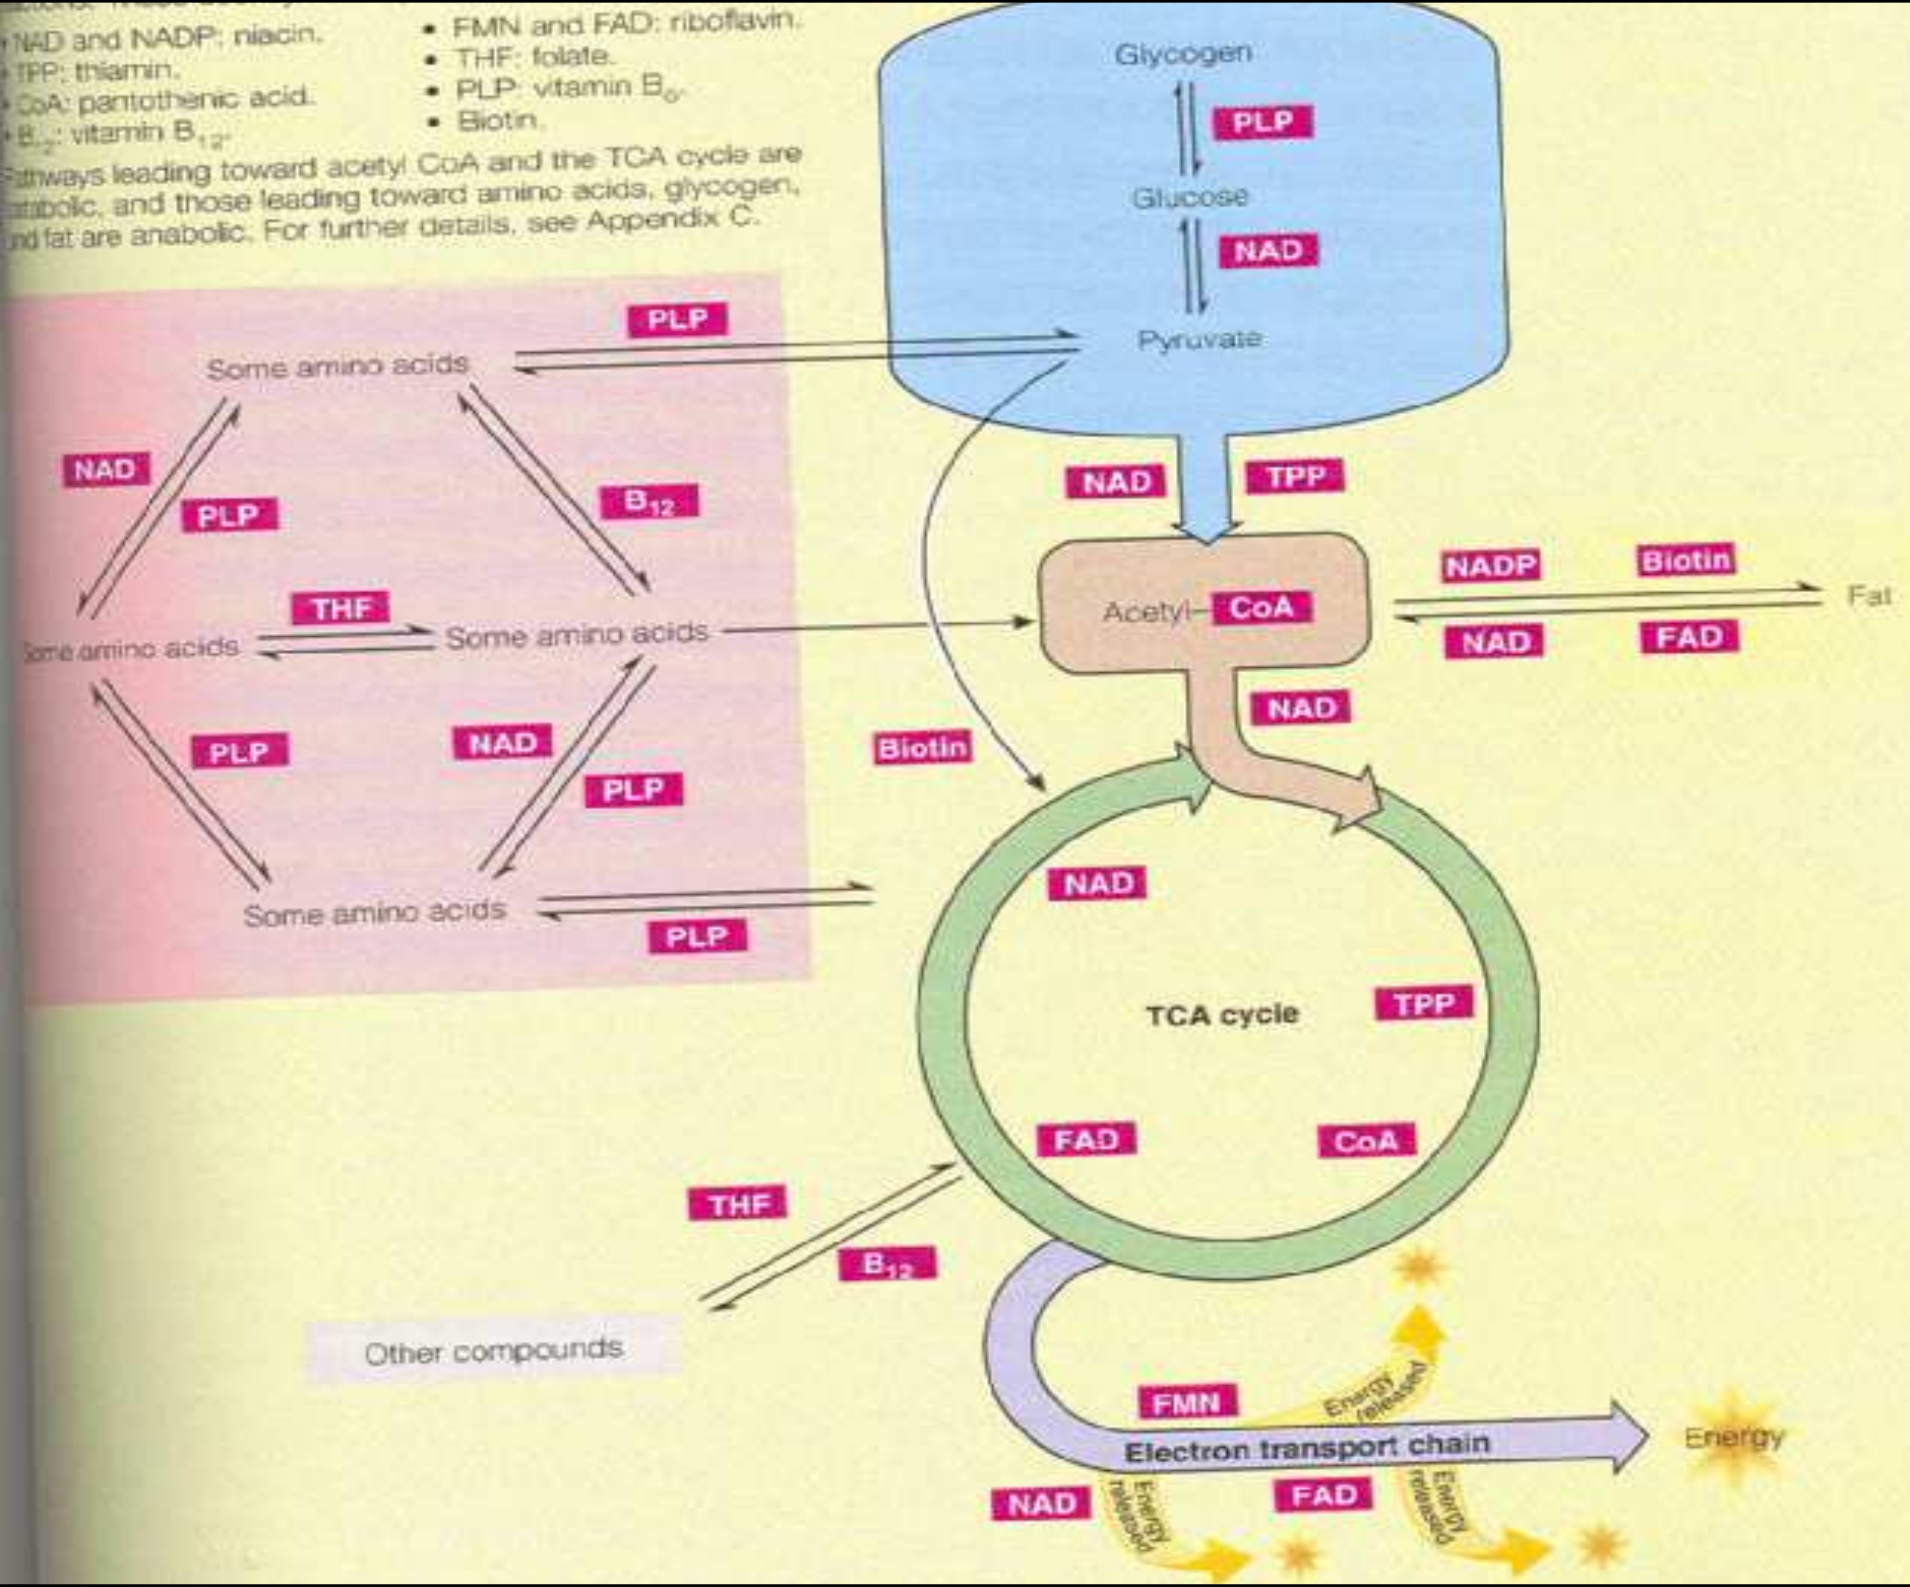 NAD and NADP: niacin.
TPP: thiamin.
CoA: pantothenic acid.
B12: vitamin B12.
• FMN and FAD: riboflavin.
• THF: folate.
• PLP: vitamin B6.
• Biotin.
Pathways leading toward acetyl CoA and the TCA cycle are
catabolic, and those leading toward amino acids, glycogen,
and fat are anabolic. For further details, see Appendix C.
Glycogen
PLP
Glucose
NAD
Pyruvate
PLP
Some amino acids
NAD
PLP
B12
NAD
TPP
THF
Some amino acids
Some amino acids
Acetyl-CoA
NADP
Biotin
Fat
NAD
FAD
NAD
PLP
NAD
PLP
Biotin
Some amino acids
PLP
NAD
TCA cycle
TPP
FAD
CoA
THF
B12
Other compounds
FMN
Energy released
Electron transport chain
Energy
NAD
Energy released
FAD
Energy released